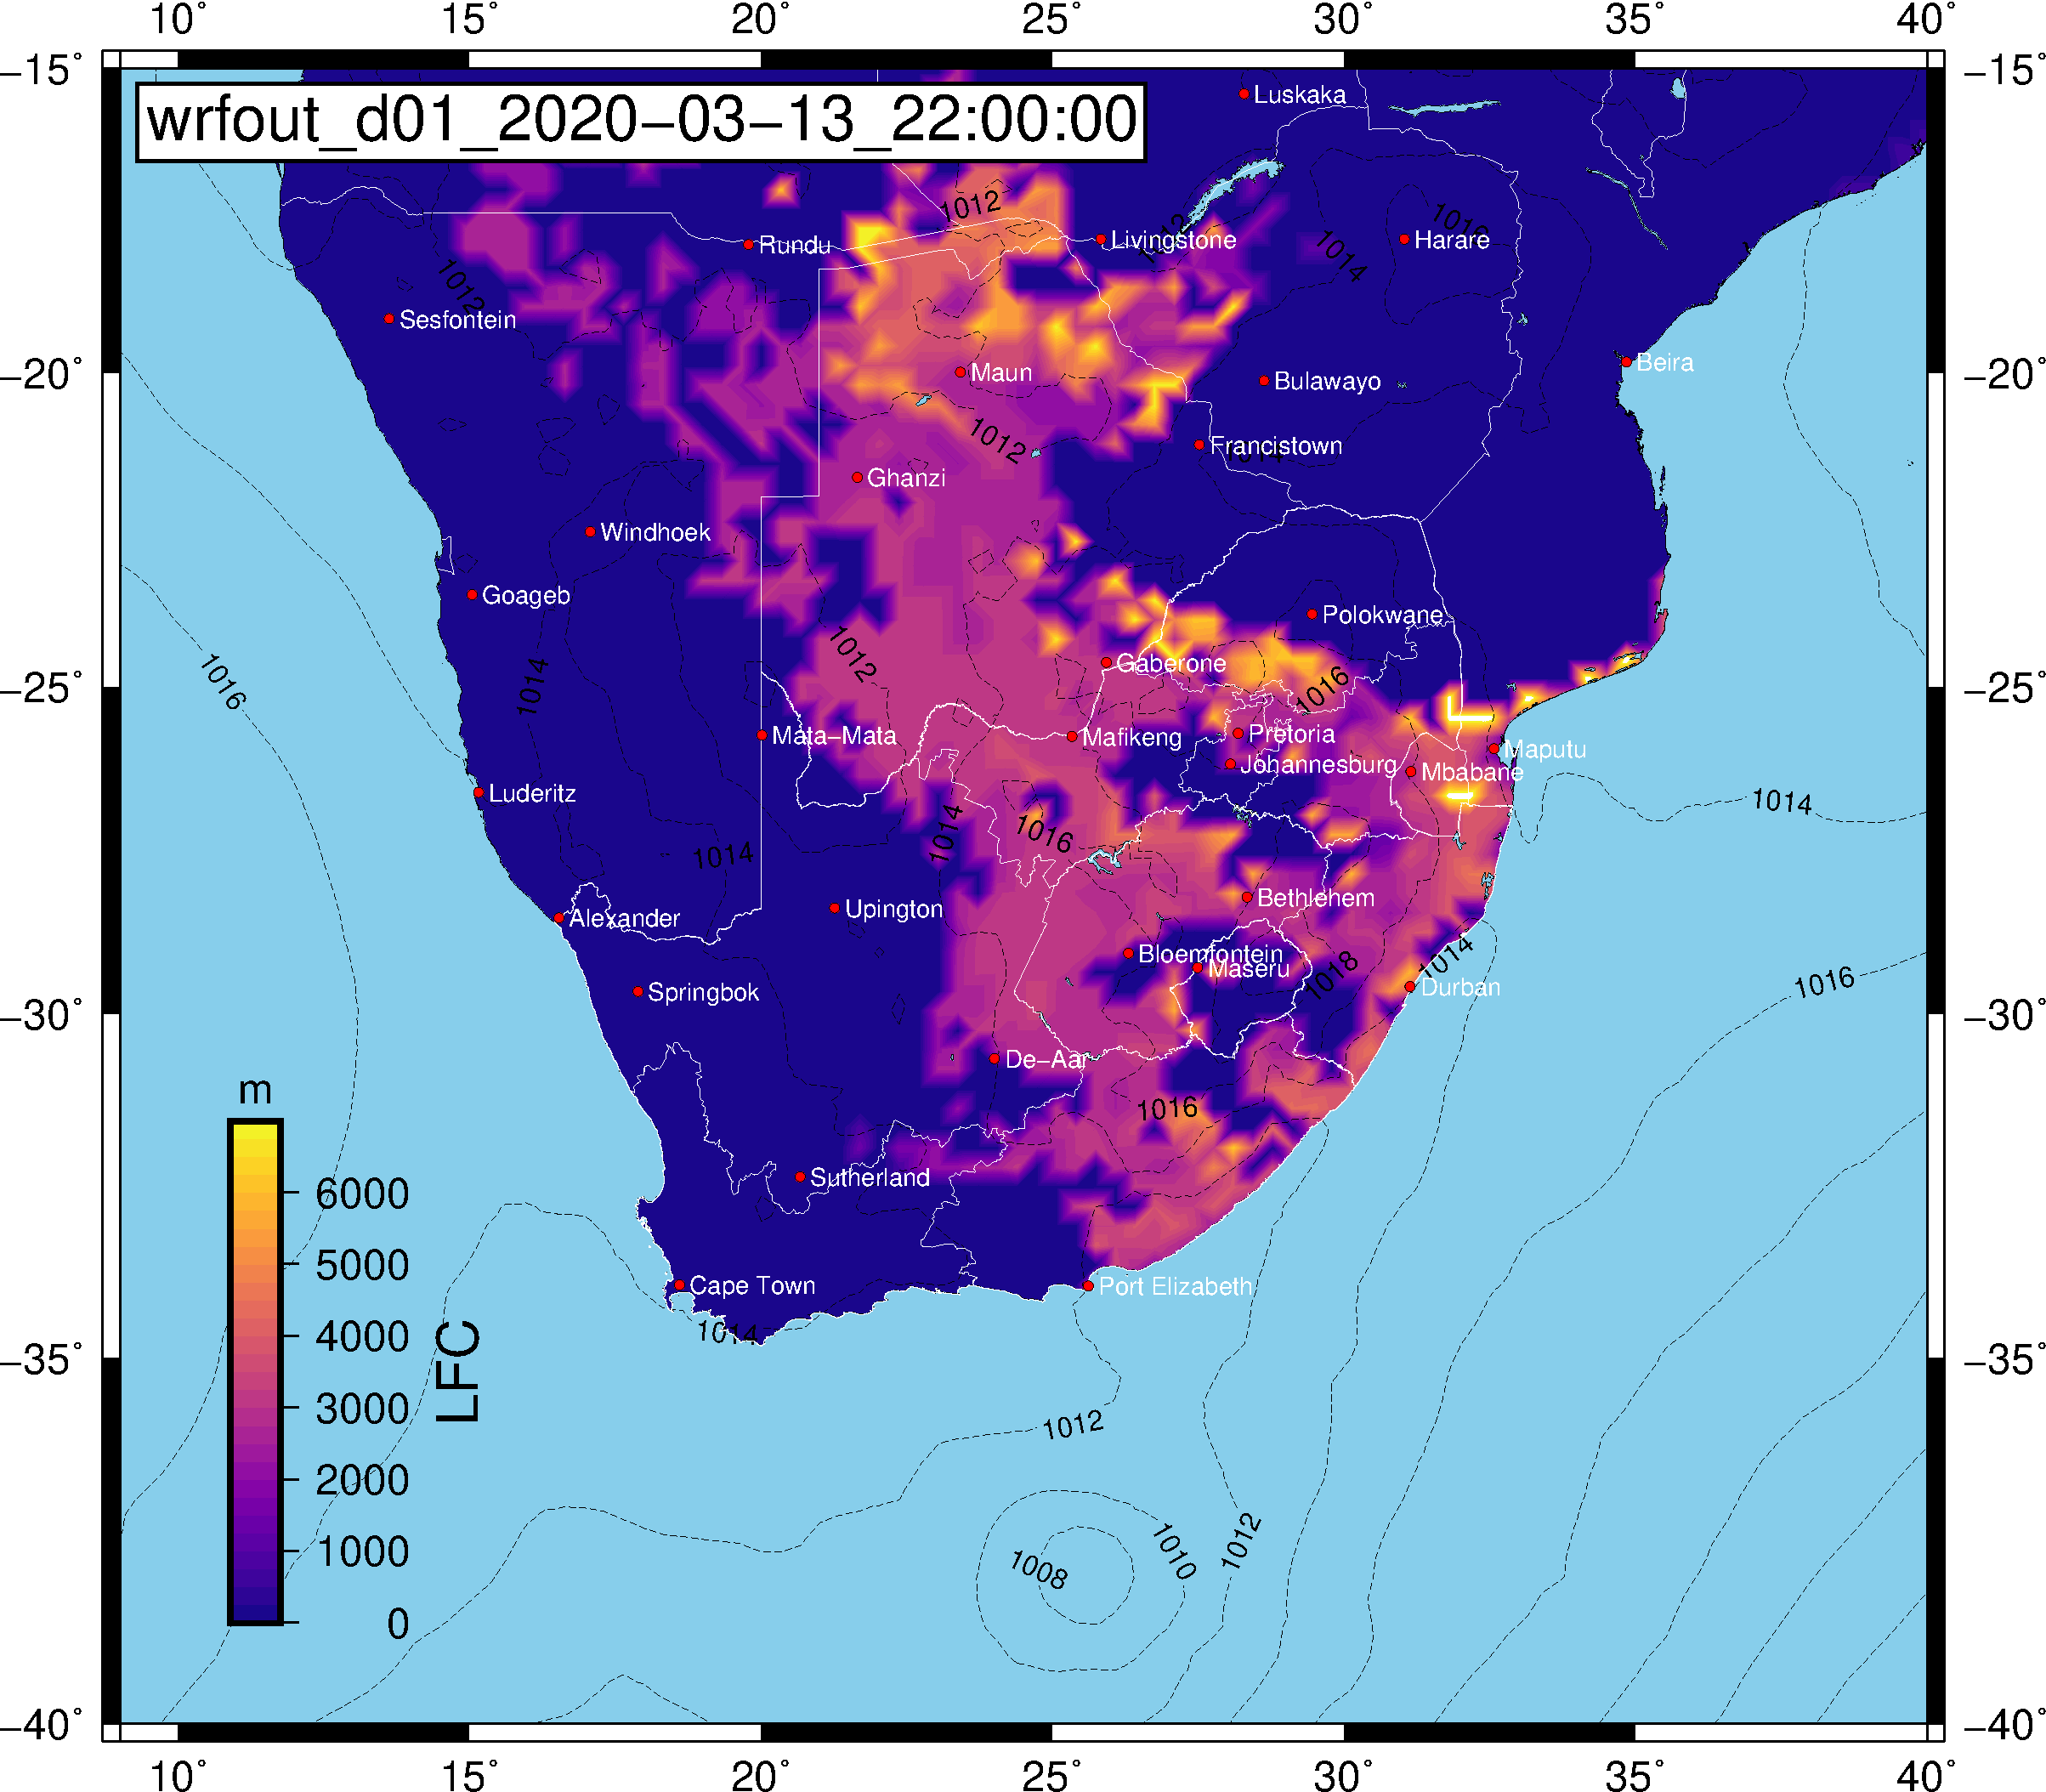 10° 15° 20° 25° 30° 35° 40°
−15° −15°
wrfout_d01_2020−03−13_22:00:00
Luskaka
1012
1016
Rundu
Livingstone
1012
Harare
1014
1012
Sesfontein
Beira
−20° −20°
Maun
Bulawayo
1012
Francistown
1014
Ghanzi
Windhoek
Goageb
Polokwane
1012
Gaberone
1016
1014
1016
−25° −25°
Mata−Mata
Mafikeng
Pretoria
Maputu
Johannesburg
Mbabane
Luderitz
1014
1014
1016
1014
Bethlehem
Alexander
Upington
Bloemfontein
1014
Maseru
1018
1016
Springbok
Durban
−30° −30°
De−Aar
m
1016
Sutherland
6000
5000
4000
3000
2000
1000
0
LFC
Cape Town
Port Elizabeth
1014
−35° −35°
1012
1012
1010
1008
−40° −40°
10° 15° 20° 25° 30° 35° 40°